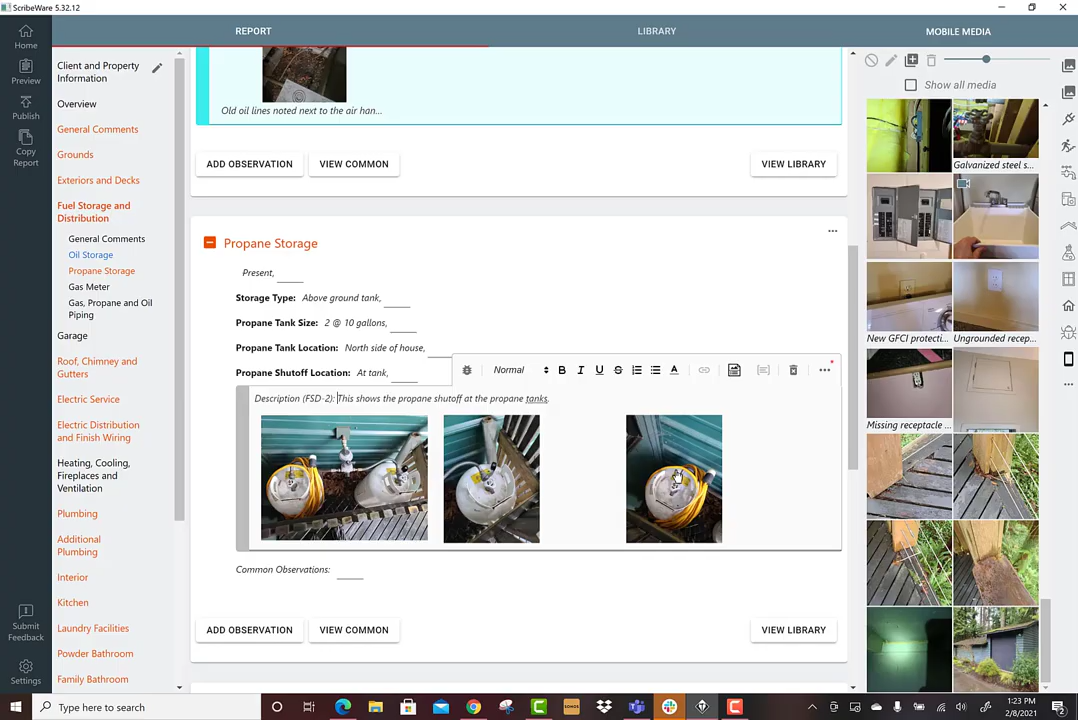 ScribeWare 5.32.12
REPORT
LIBRARY
MOBILE MEDIA
Home
Preview
Publish
Copy
Report
Submit
Feedback
Settings
Client and Property
Information
Overview
General Comments
Grounds
Exteriors and Decks
Fuel Storage and
Distribution
General Comments
Oil Storage
Propane Storage
Gas Meter
Gas, Propane and Oil
Piping
Garage
Roof, Chimney and
Gutters
Electric Service
Electric Distribution
and Finish Wiring
Heating, Cooling,
Fireplaces and
Ventilation
Plumbing
Additional
Plumbing
Interior
Kitchen
Laundry Facilities
Powder Bathroom
Family Bathroom
Old oil lines noted next to the air han...
ADD OBSERVATION
VIEW COMMON
VIEW LIBRARY
Propane Storage
Present,
Storage Type: Above ground tank,
Propane Tank Size: 2 @ 10 gallons,
Propane Tank Location: North side of house,
Propane Shutoff Location: At tank,
Normal
B I U S A
Description (FSD-2): This shows the propane shutoff at the propane tanks.
Common Observations:
ADD OBSERVATION
VIEW COMMON
VIEW LIBRARY
Show all media
Galvanized steel s...
New GFCI protecti...
Ungrounded recep...
Missing receptacle ...
Type here to search
SONOS
1:23 PM
2/8/2021
2